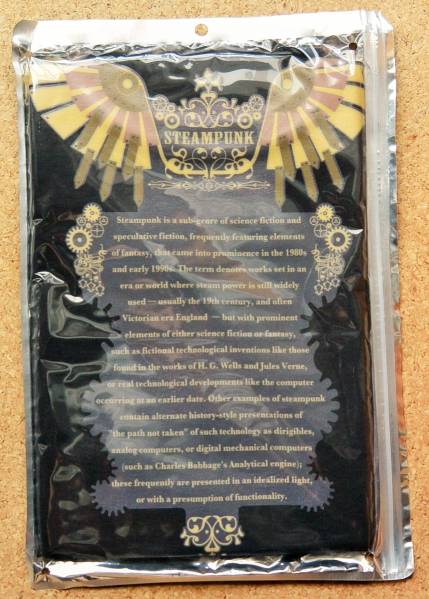 STEAMPUNK
Steampunk is a sub-genre of science fiction and
speculative fiction, frequently featuring elements
of fantasy, that came into prominence in the 1980s
and early 1990s. The term denotes works set in an
era or world where steam power is still widely
used — usually the 19th century, and often
Victorian era England — but with prominent
elements of either science fiction or fantasy,
such as fictional technological inventions like those
found in the works of H. G. Wells and Jules Verne,
or real technological developments like the computer
occurring at an earlier date. Other examples of steampunk
contain alternate history-style presentations of
"the path not taken" of such technology as dirigibles,
analog computers, or digital mechanical computers
(such as Charles Babbage's Analytical engine);
these frequently are presented in an idealized light,
or with a presumption of functionality.